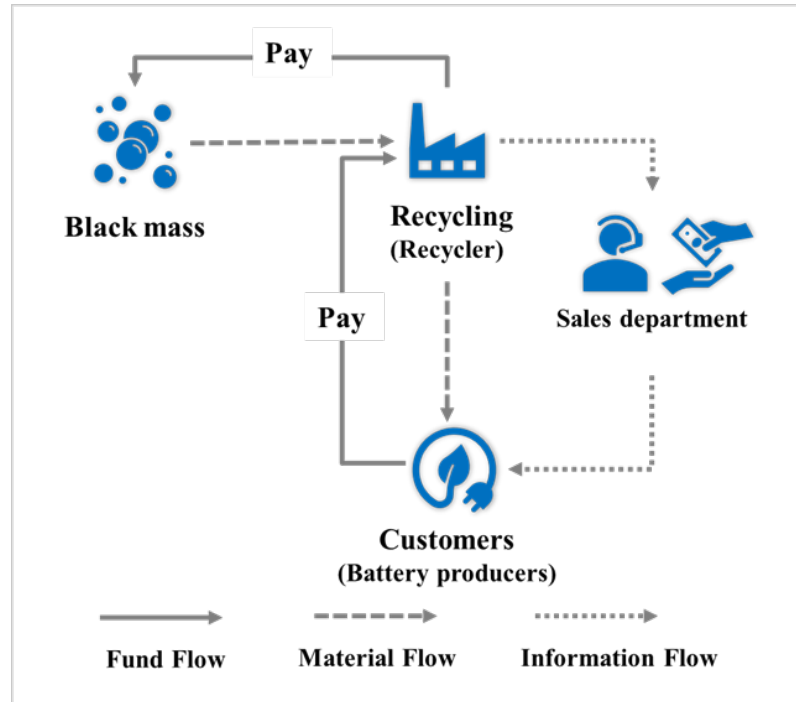 Pay
Black mass
Recycling
(Recycler)
Pay
Sales department
Customers
(Battery producers)
Fund Flow
Material Flow
Information Flow